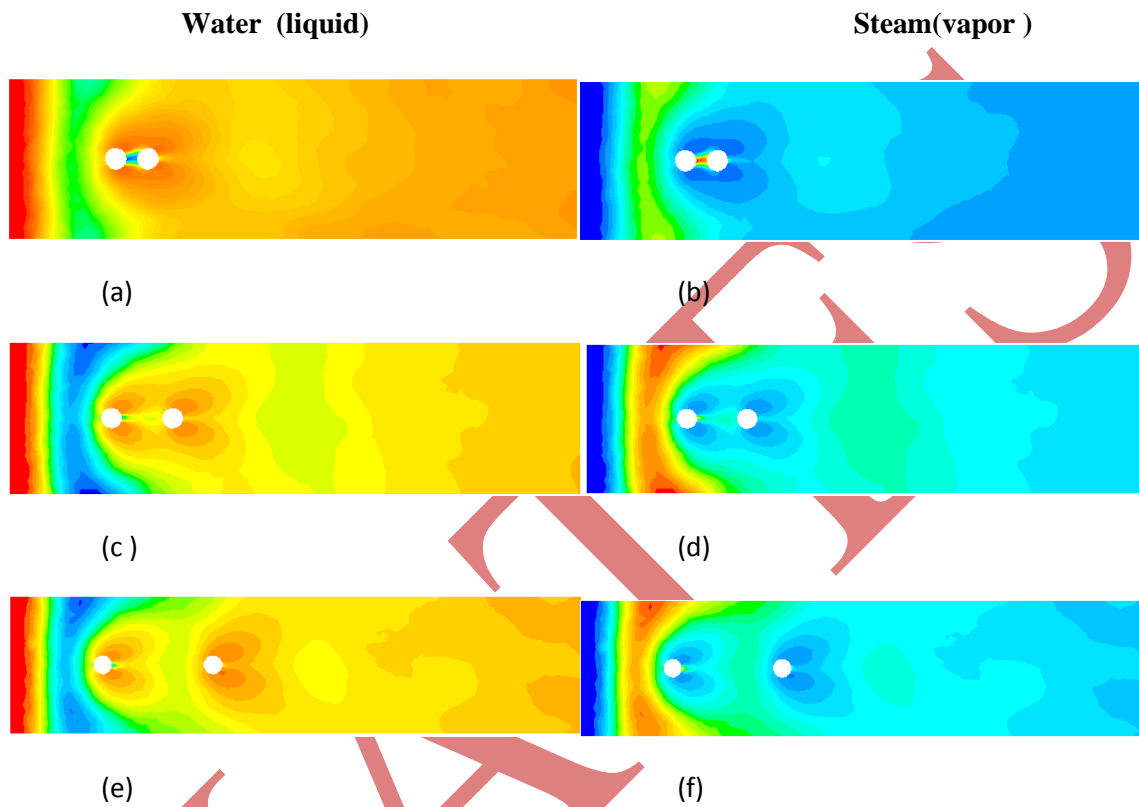 Water (liquid)
Steam(vapor )
(a)
(b)
(c )
(d)
(e)
(f)